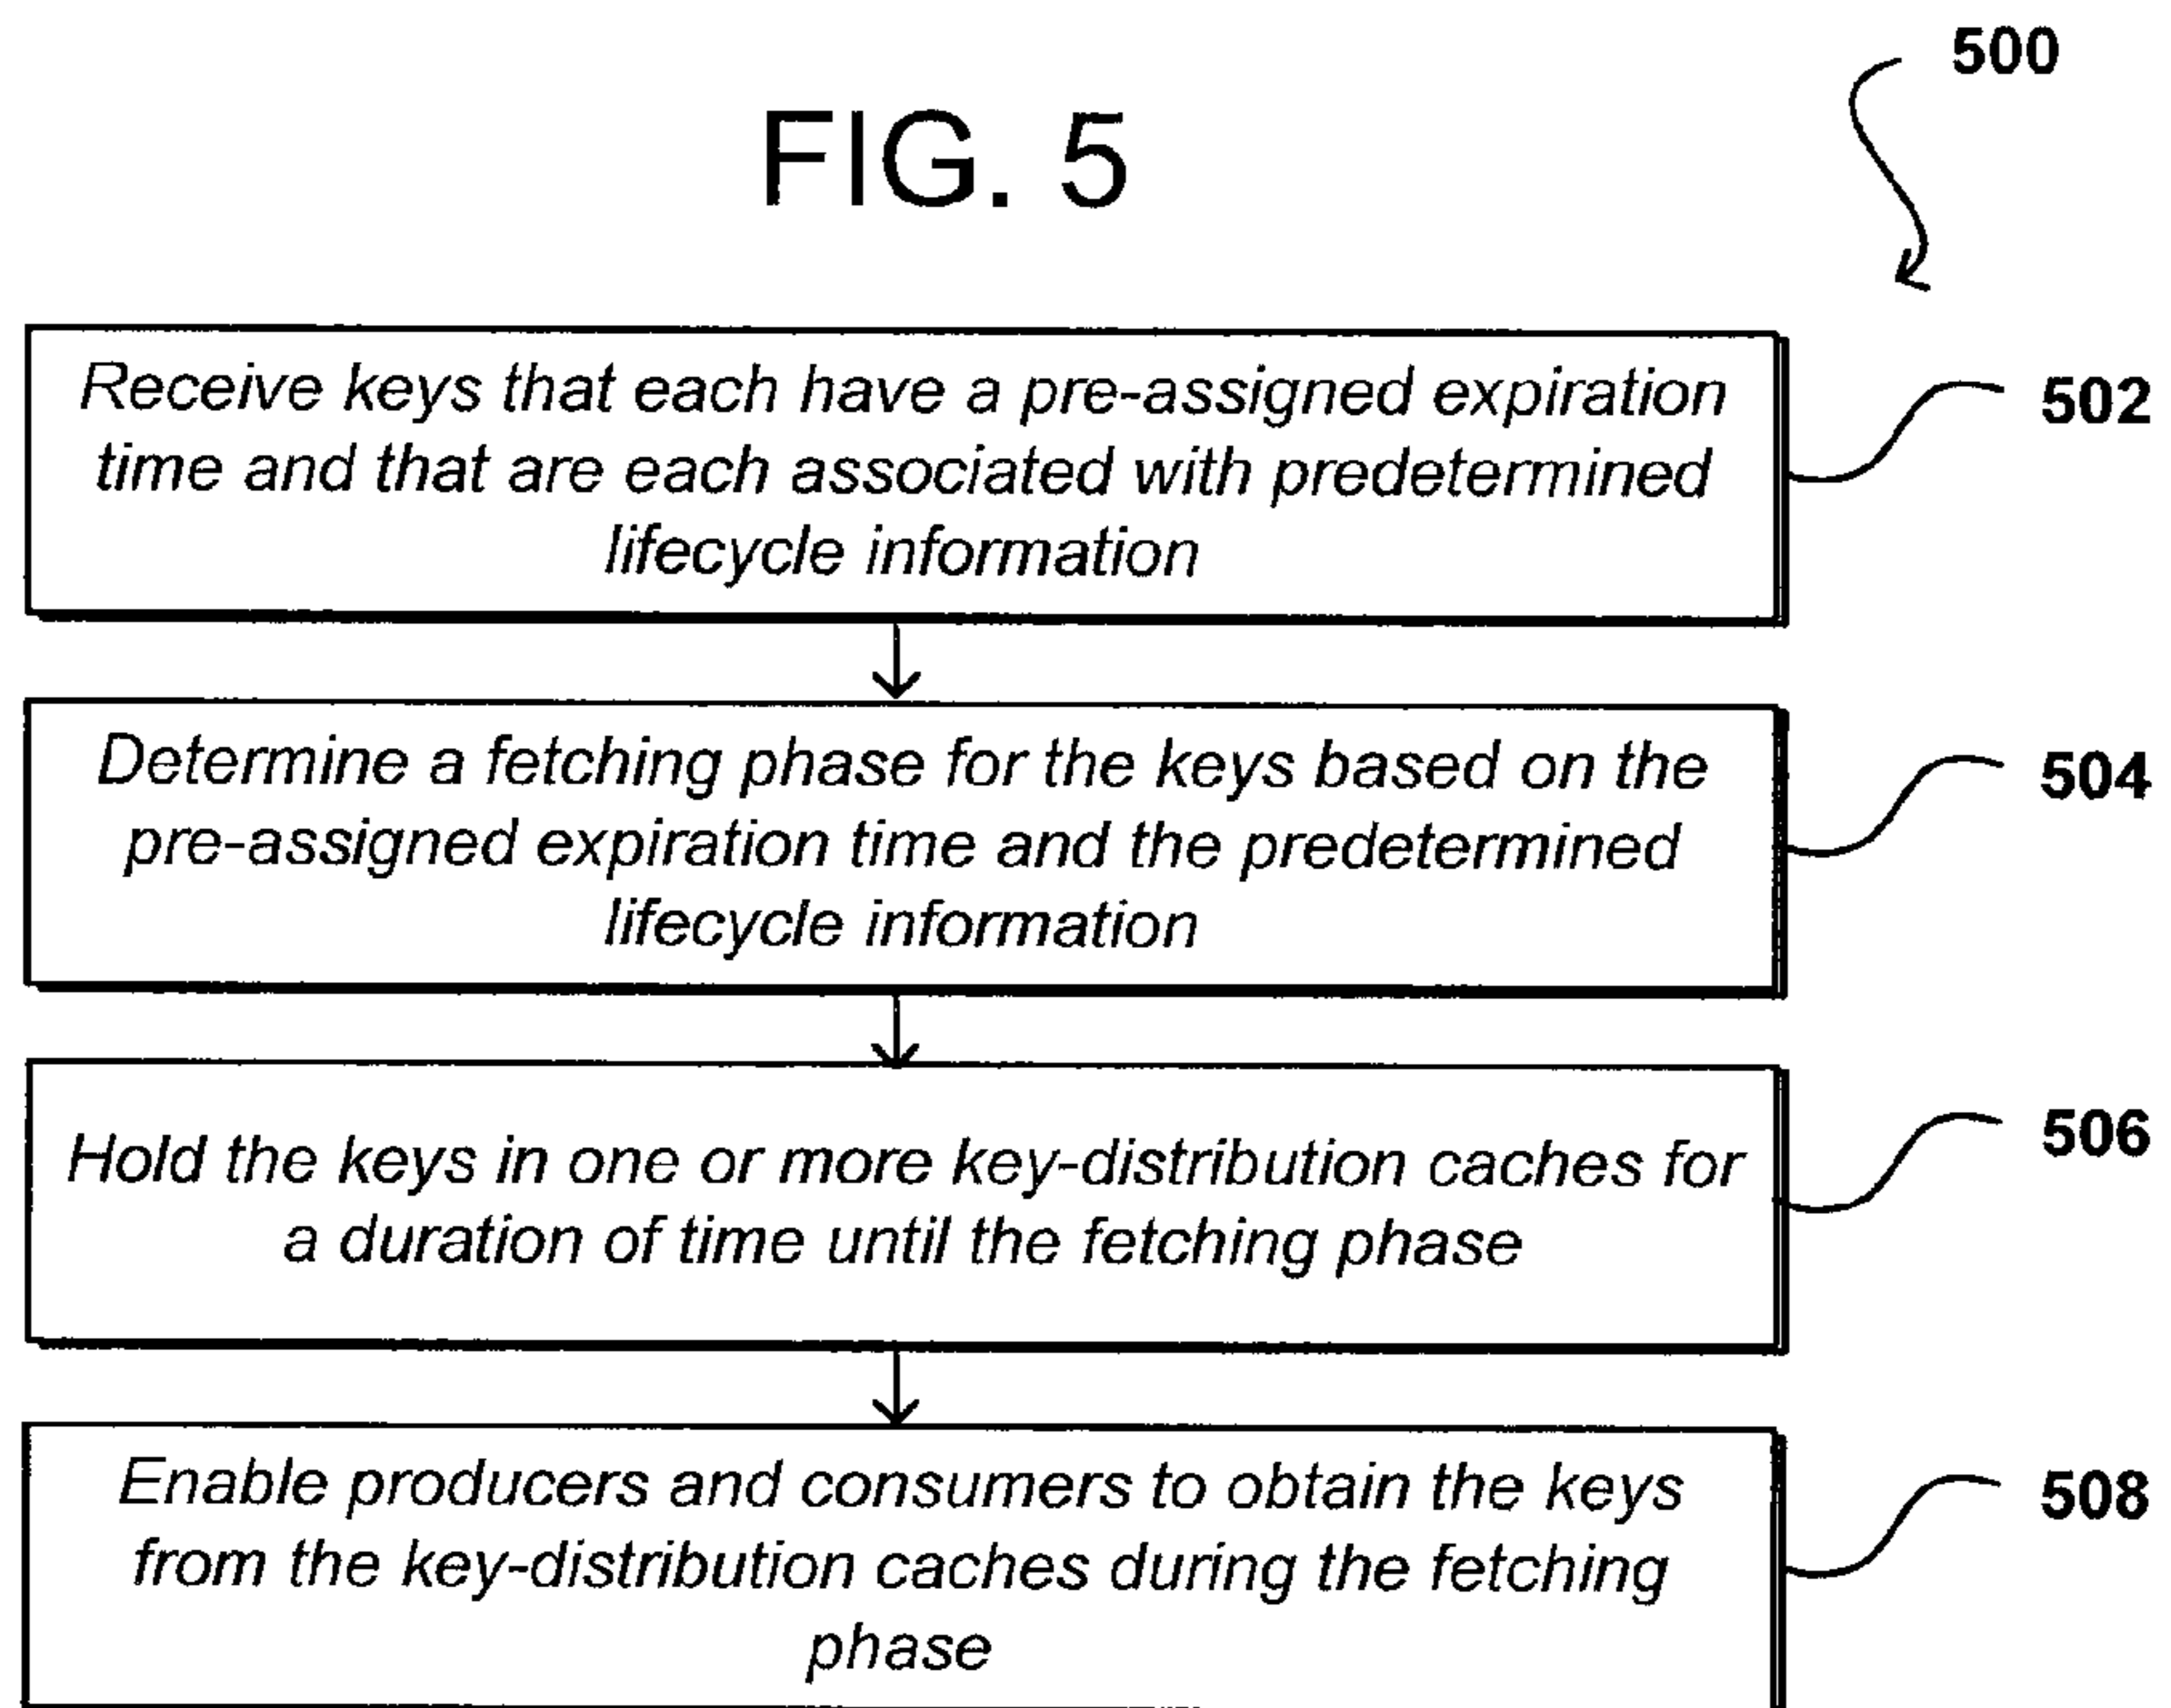 500
FIG. 5
Receive keys that each have a pre-assigned expiration
time and that are each associated with predetermined
lifecycle information
502
Determine a fetching phase for the keys based on the
pre-assigned expiration time and the predetermined
lifecycle information
504
Hold the keys in one or more key-distribution caches for
a duration of time until the fetching phase
506
Enable producers and consumers to obtain the keys
from the key-distribution caches during the fetching
phase
508